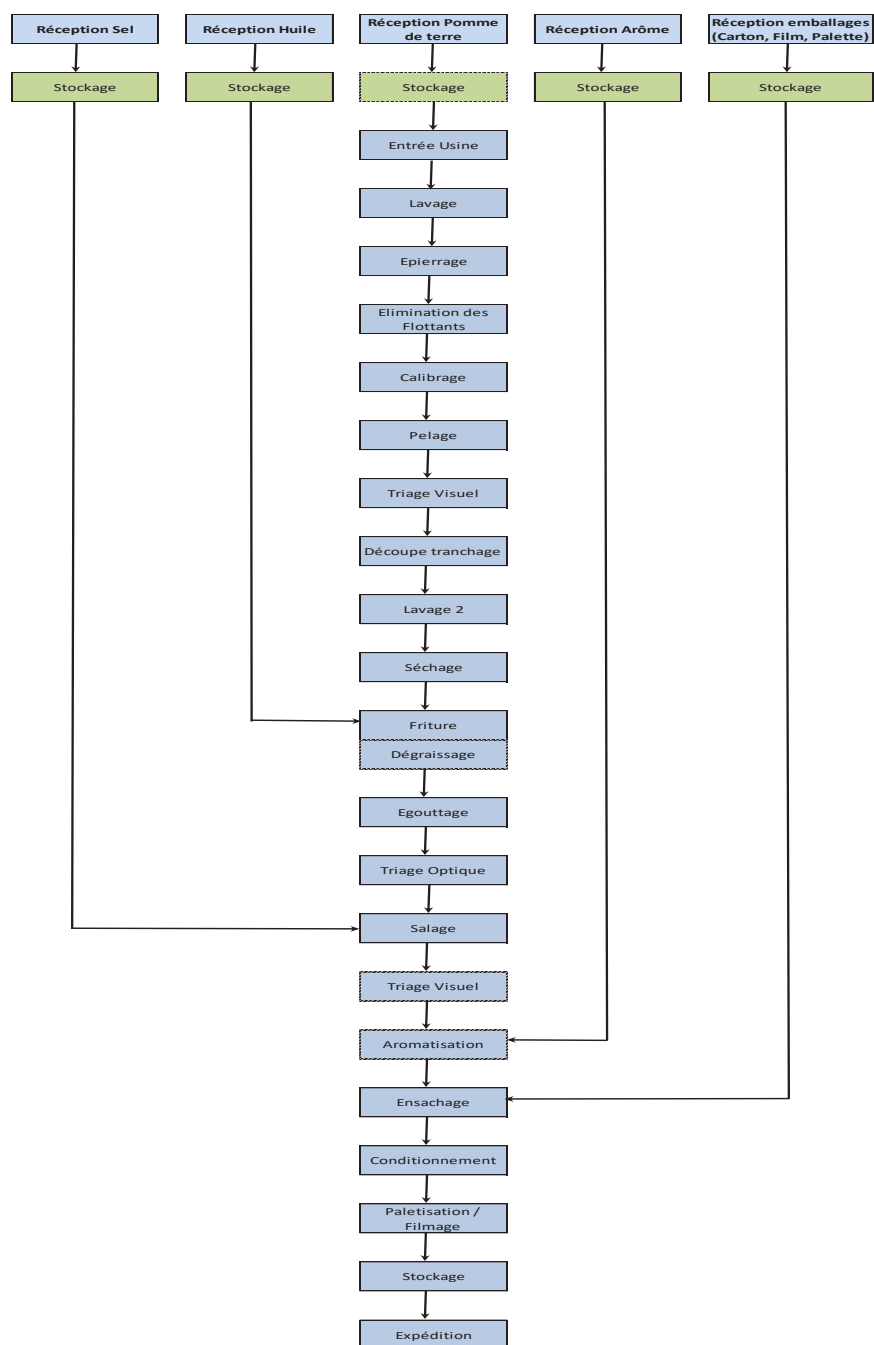 Réception Sel
Réception Huile
Réception Pomme
de terre
Réception Arôme
Réception emballages
(Carton, Film, Palette)
Stockage
Stockage
Stockage
Stockage
Stockage
Entrée Usine
Lavage
Epierrage
Elimination des
Flottants
Calibrage
Pelage
Triage Visuel
Découpe tranchage
Lavage 2
Séchage
Friture
Dégraissage
Egouttage
Triage Optique
Salage
Triage Visuel
Aromatisation
Ensachage
Conditionnement
Paletisation /
Filmage
Stockage
Expédition